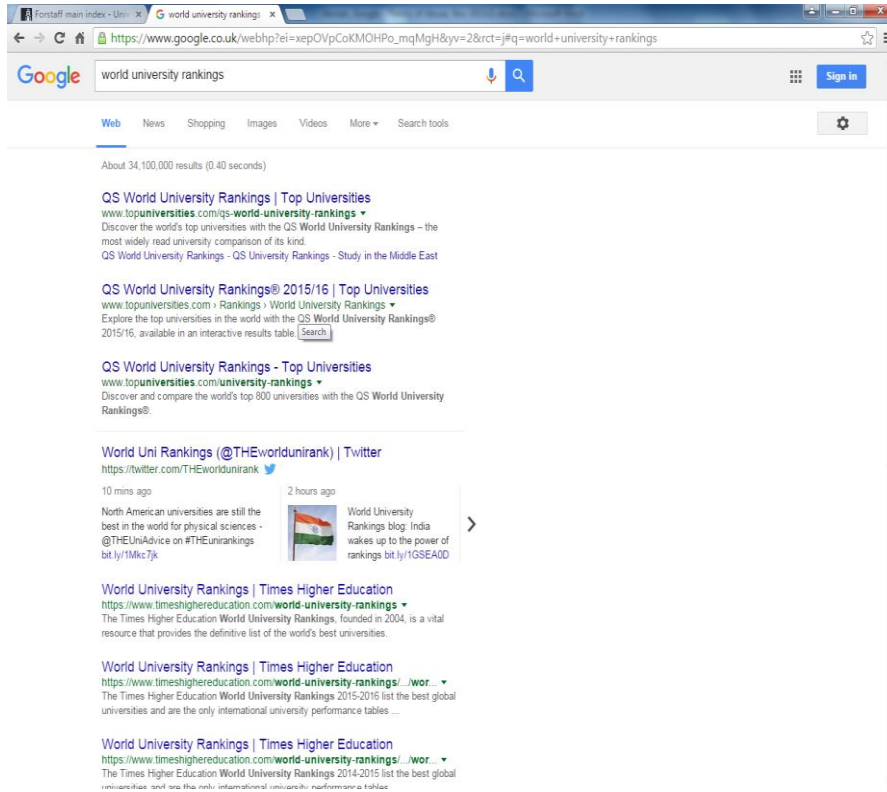 Forstaff main index - Univ x
G world university rankings x
https://www.google.co.uk/webhp?ei=xepOVpCoKMOHPo_mqMgH&yv=2&rct=j#q=world+university+rankings
Google
world university rankings
Sign in
Web News Shopping Images Videos More Search tools
About 34,100,000 results (0.40 seconds)
QS World University Rankings | Top Universities
www.topuniversities.com/qs-world-university-rankings
Discover the world's top universities with the QS World University Rankings – the
most widely read university comparison of its kind.
QS World University Rankings - QS University Rankings - Study in the Middle East
QS World University Rankings® 2015/16 | Top Universities
www.topuniversities.com › Rankings › World University Rankings
Explore the top universities in the world with the QS World University Rankings®
2015/16, available in an interactive results table.
Search
QS World University Rankings - Top Universities
www.topuniversities.com/university-rankings
Discover and compare the world's top 800 universities with the QS World University
Rankings®.
World Uni Rankings (@THEworldunirank) | Twitter
https://twitter.com/THEworldunirank
10 mins ago
North American universities are still the
best in the world for physical sciences -
@THEUniAdvice on #THEunirankings
bit.ly/1Mkc7jk
2 hours ago
World University
Rankings blog: India
wakes up to the power of
rankings bit.ly/1GSEA0D
World University Rankings | Times Higher Education
https://www.timeshighereducation.com/world-university-rankings
The Times Higher Education World University Rankings, founded in 2004, is a vital
resource that provides the definitive list of the world's best universities.
World University Rankings | Times Higher Education
https://www.timeshighereducation.com/world-university-rankings/.../wor...
The Times Higher Education World University Rankings 2015-2016 list the best global
universities and are the only international university performance tables ...
World University Rankings | Times Higher Education
https://www.timeshighereducation.com/world-university-rankings/.../wor...
The Times Higher Education World University Rankings 2014-2015 list the best global
universities and are the only international university performance tables